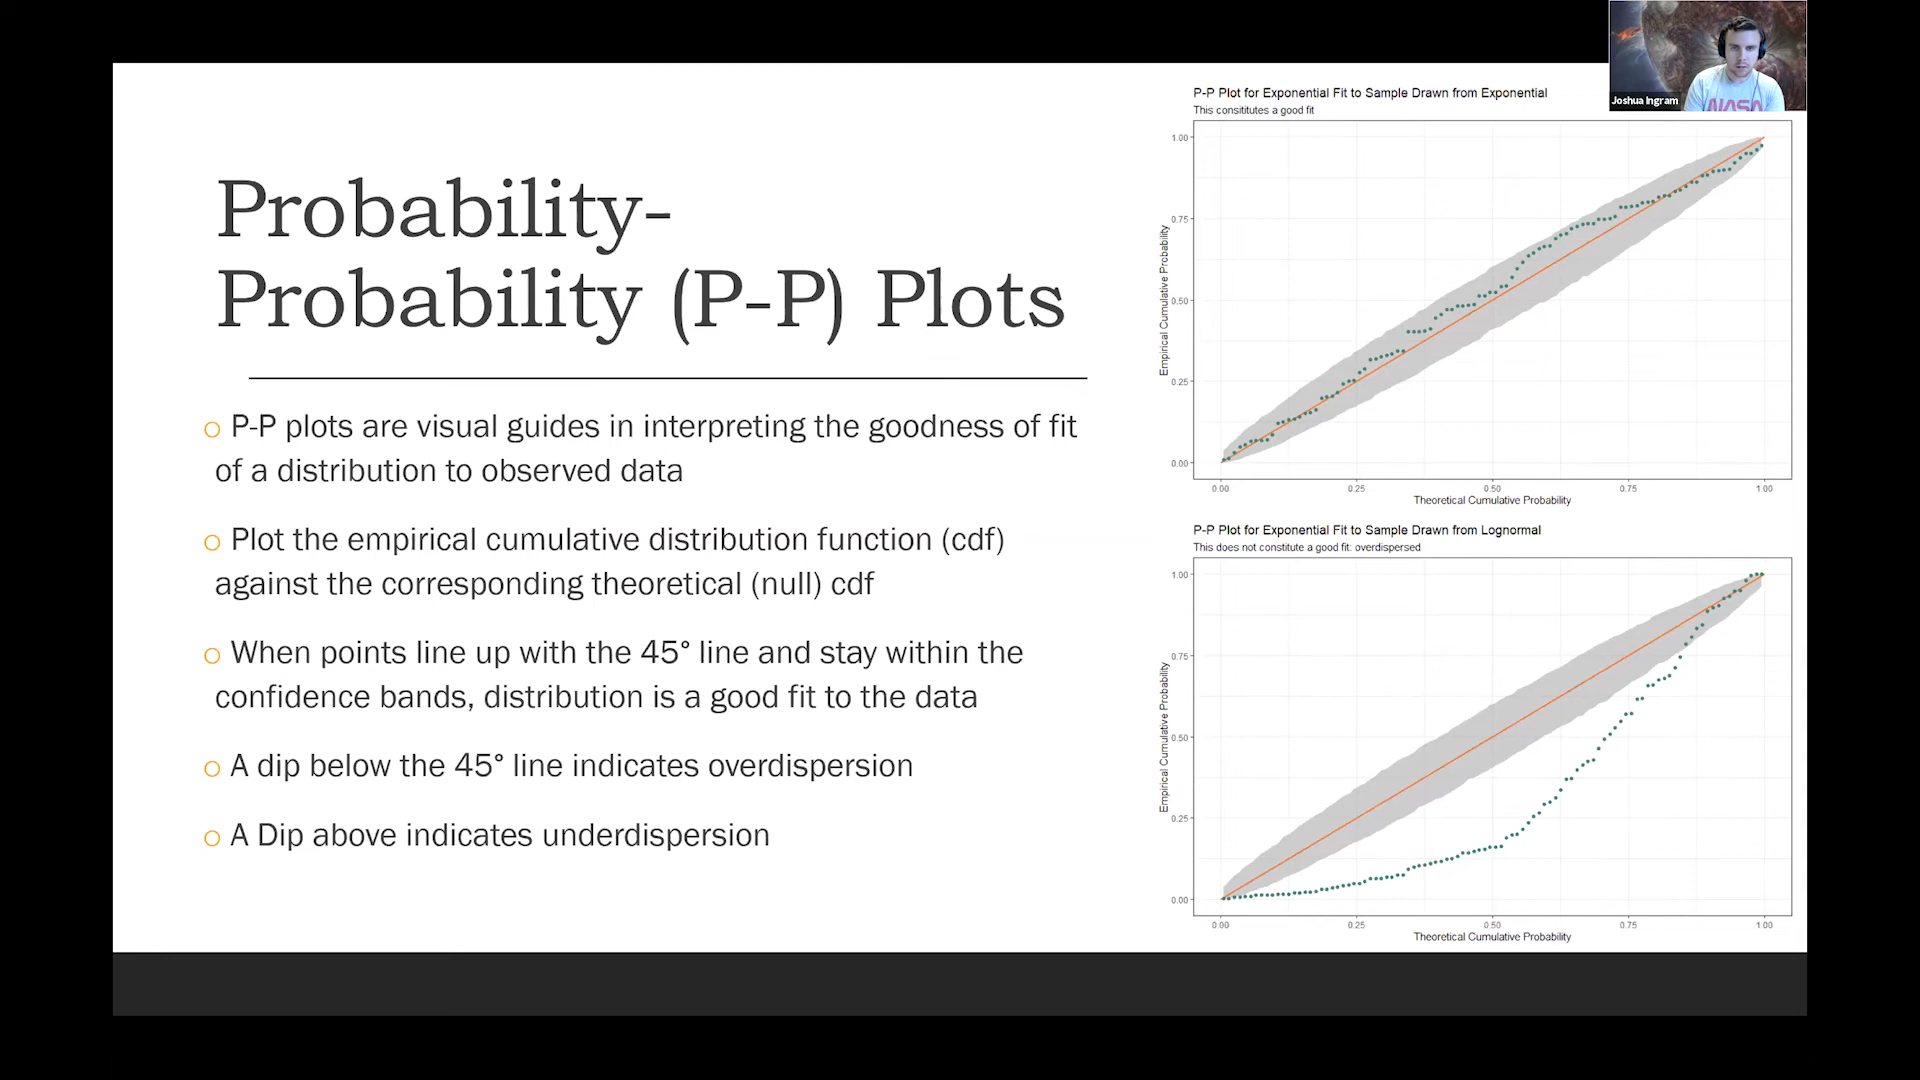 Probability-
Probability (P-P) Plots
o P-P plots are visual guides in interpreting the goodness of fit
of a distribution to observed data
o Plot the empirical cumulative distribution function (cdf)
against the corresponding theoretical (null) cdf
o When points line up with the 45° line and stay within the
confidence bands, distribution is a good fit to the data
o A dip below the 45° line indicates overdispersion
o A Dip above indicates underdispersion
P-P Plot for Exponential Fit to Sample Drawn from Exponential
This consititutes a good fit
1.00
0.75
0.50
0.25
0.00
Empirical Cumulative Probability
0.00 0.25 0.50 0.75 1.00
Theoretical Cumulative Probability
P-P Plot for Exponential Fit to Sample Drawn from Lognormal
This does not constitute a good fit: overdispersed
1.00
0.75
0.50
0.25
0.00
Empirical Cumulative Probability
0.00 0.25 0.50 0.75 1.00
Theoretical Cumulative Probability
Joshua Ingram
NASA